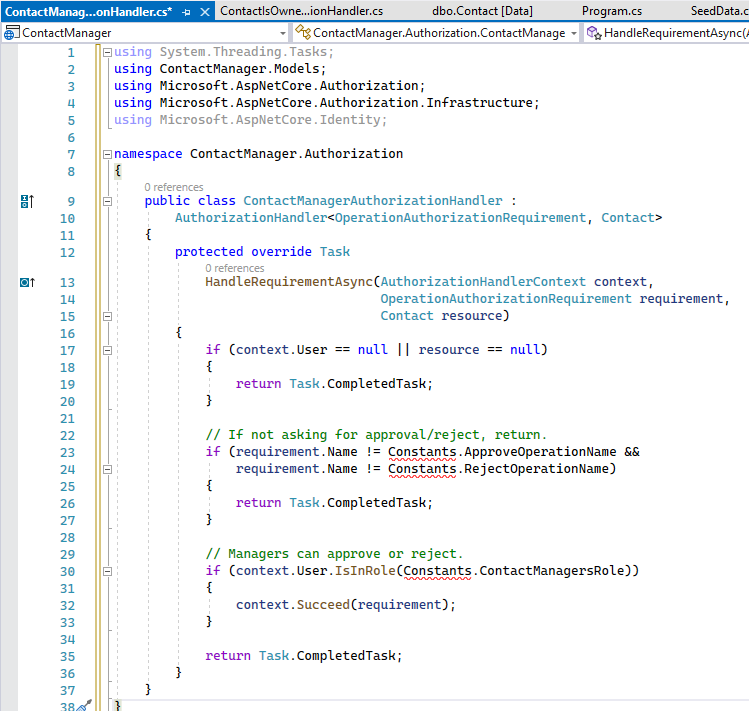 ContactManag...onHandler.cs* ContactIsOwne...ionHandler.cs dbo.Contact [Data] Program.cs SeedData.c
ContactManager ContactManager.Authorization.ContactManage HandleRequirementAsync(A
1 using System.Threading.Tasks;
2 using ContactManager.Models;
3 using Microsoft.AspNetCore.Authorization;
4 using Microsoft.AspNetCore.Authorization.Infrastructure;
5 using Microsoft.AspNetCore.Identity;
6
7 namespace ContactManager.Authorization
8 {
0 references
9 public class ContactManagerAuthorizationHandler :
10 AuthorizationHandler<OperationAuthorizationRequirement, Contact>
11 {
12 protected override Task
0 references
13 HandleRequirementAsync(AuthorizationHandlerContext context,
14 OperationAuthorizationRequirement requirement,
15 Contact resource)
16 {
17 if (context.User == null || resource == null)
18 {
19 return Task.CompletedTask;
20 }
21
22 // If not asking for approval/reject, return.
23 if (requirement.Name != Constants.ApproveOperationName &&
24 requirement.Name != Constants.RejectOperationName)
25 {
26 return Task.CompletedTask;
27 }
28
29 // Managers can approve or reject.
30 if (context.User.IsInRole(Constants.ContactManagersRole))
31 {
32 context.Succeed(requirement);
33 }
34
35 return Task.CompletedTask;
36 }
37 }
38 }